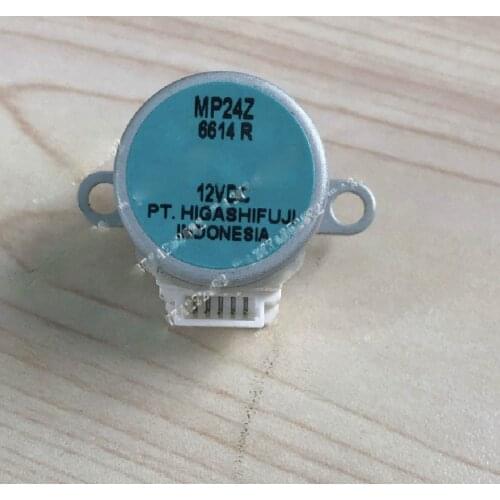 MP24Z
6614 R
12VDC
PT. HIGASHIFUJI
INDONESIA